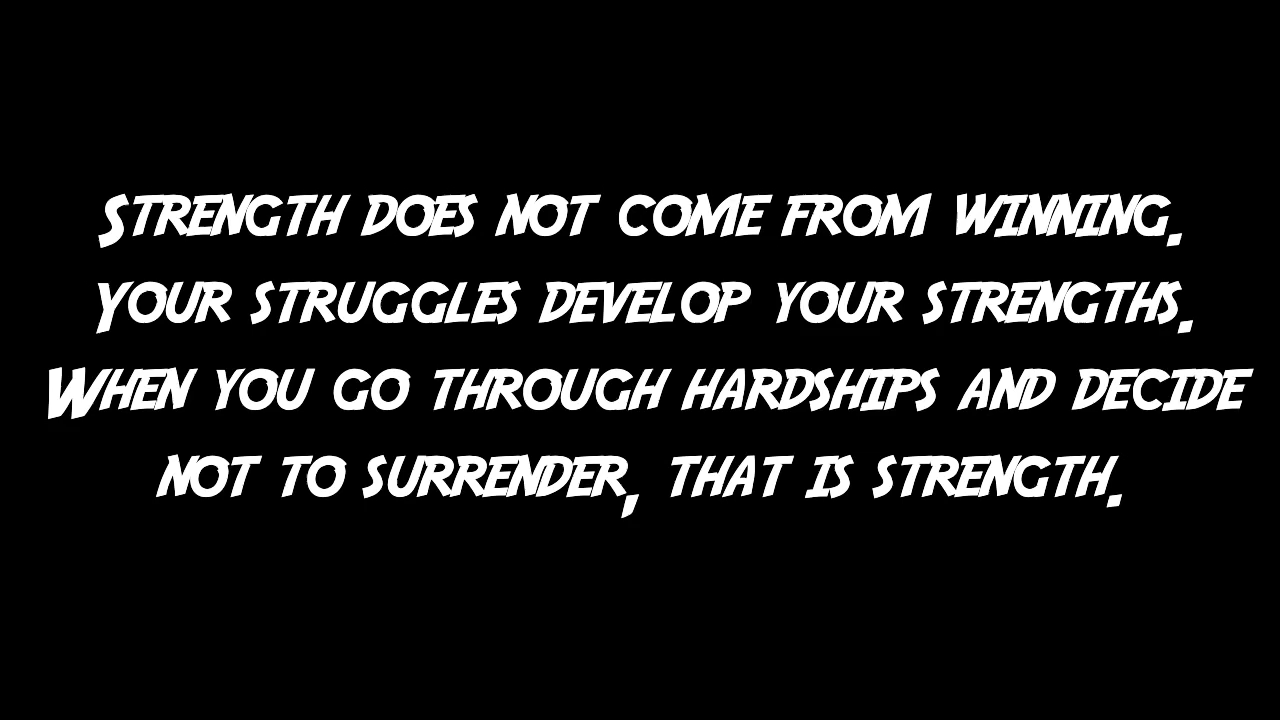 Strength does not come from winning.
Your struggles develop your strengths.
When you go through hardships and decide
not to surrender, that is strength.